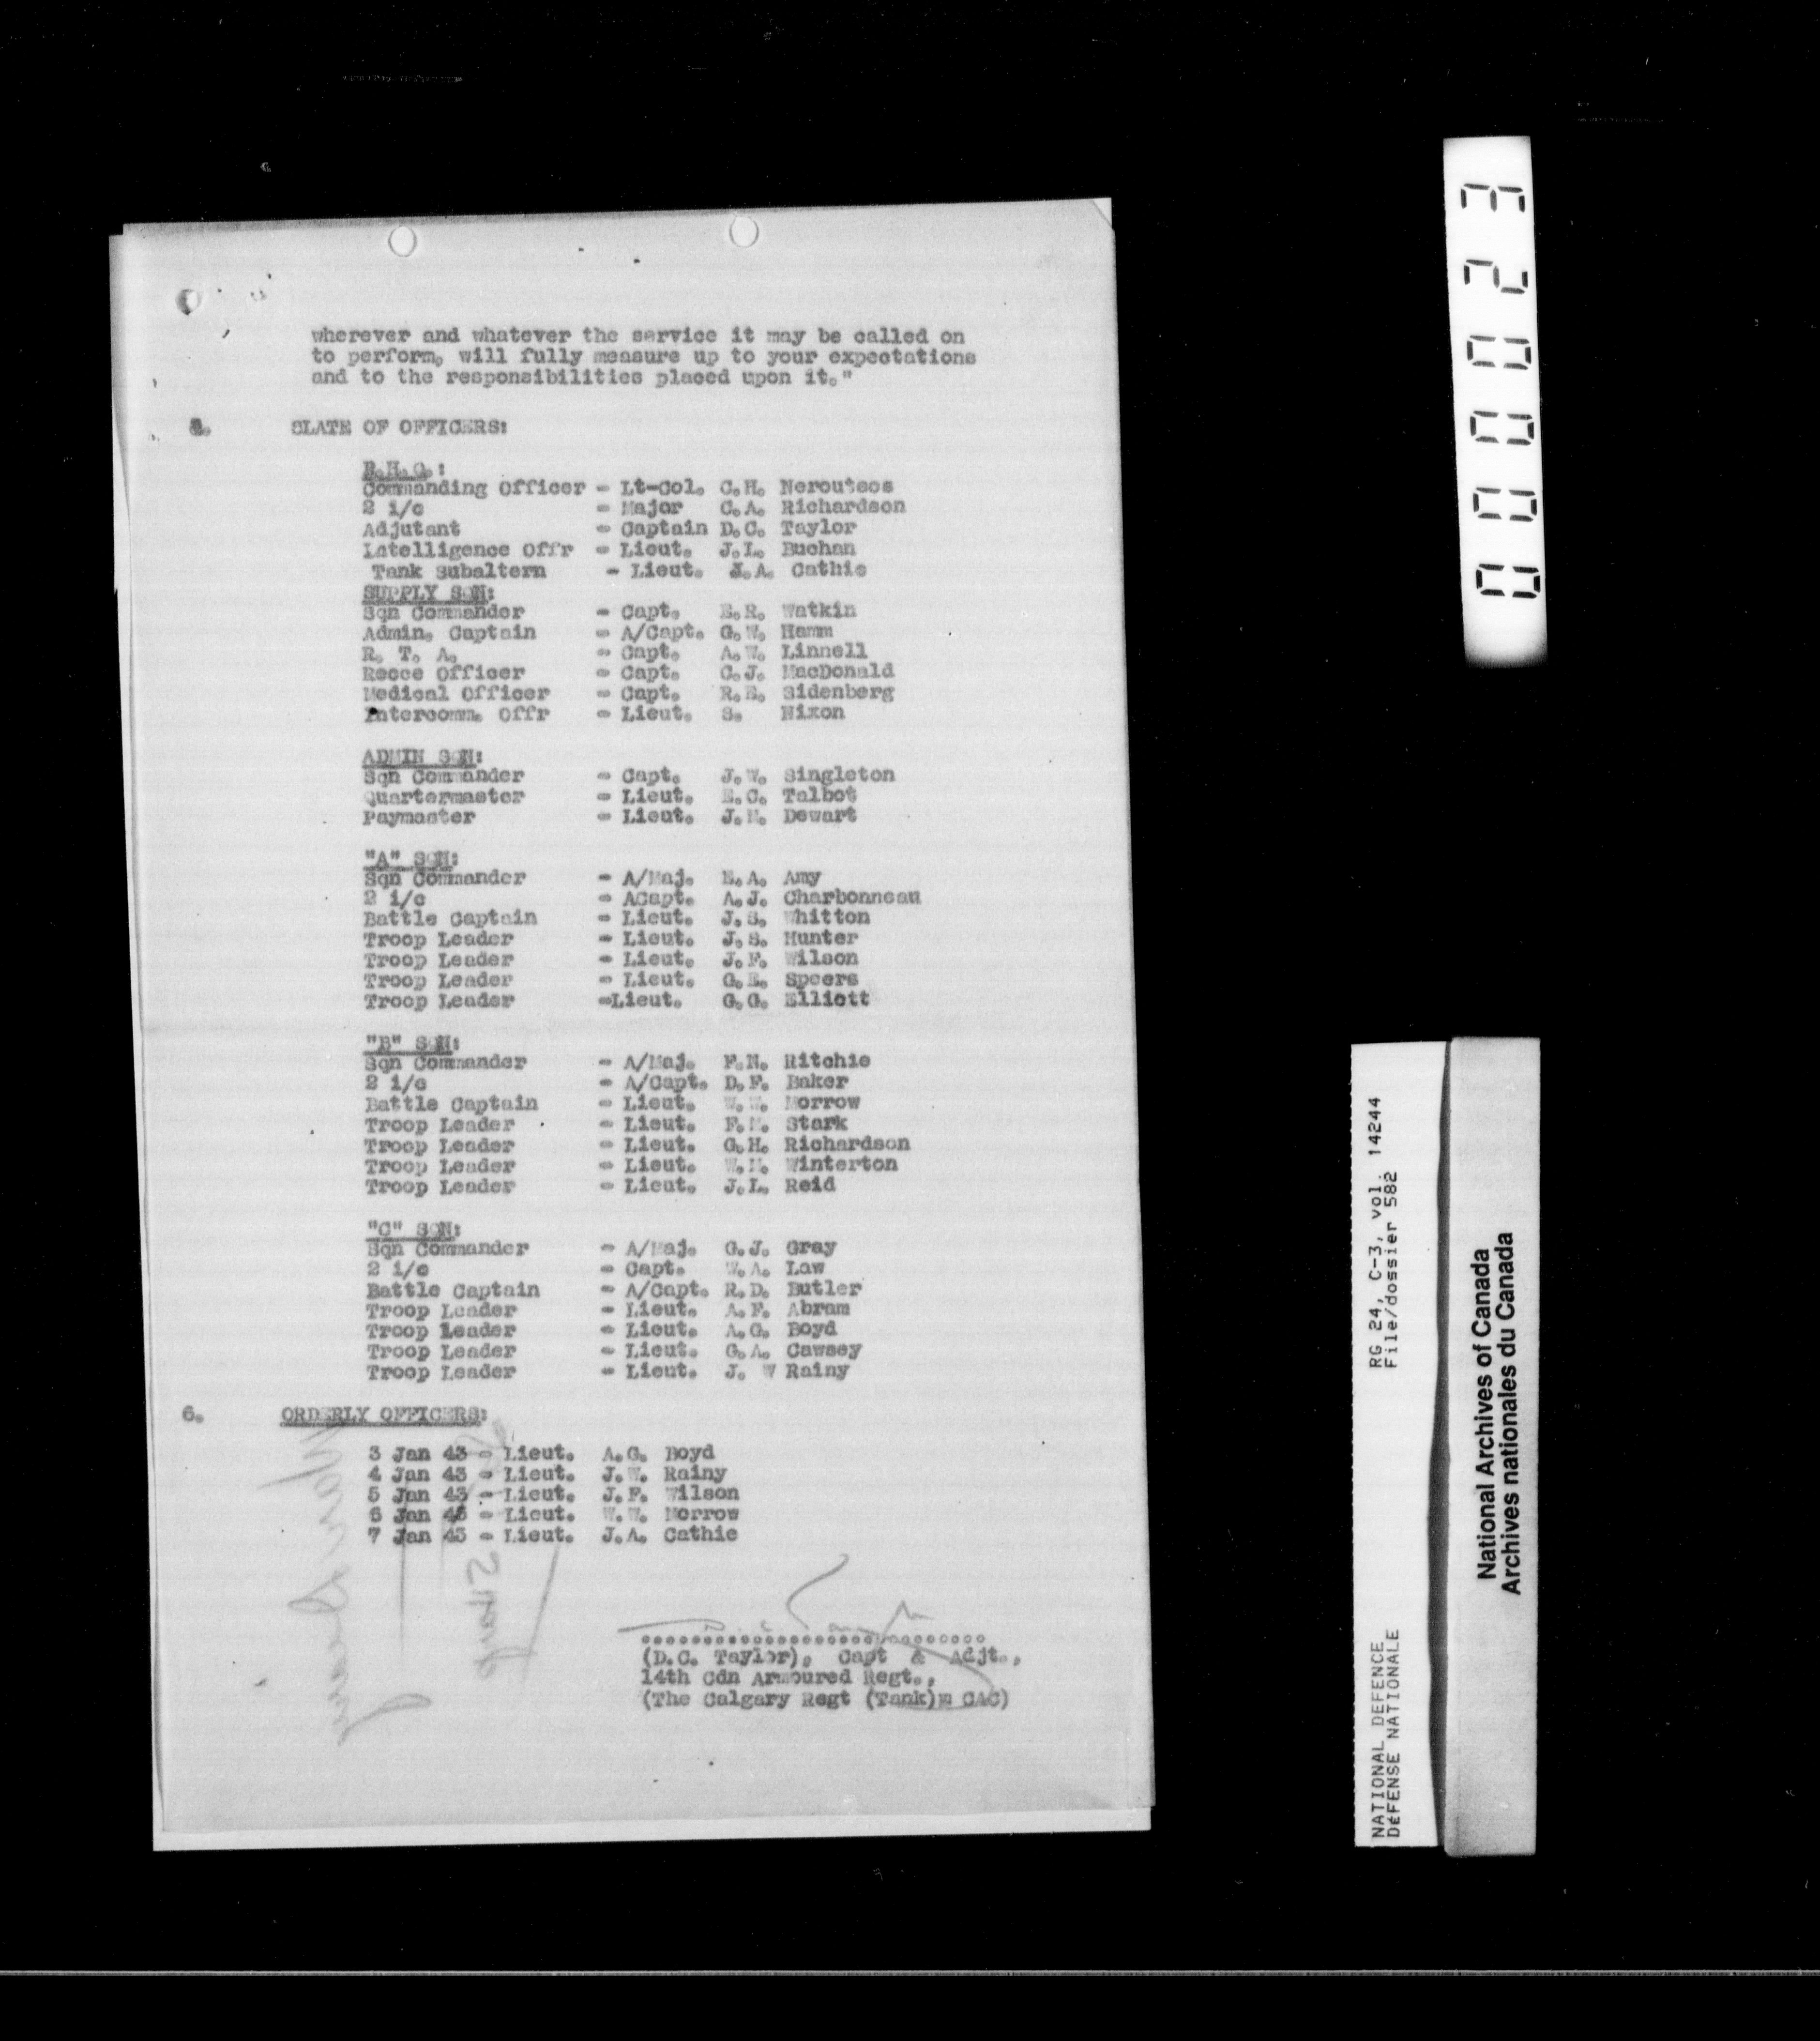 wherever and whatever the service it may be called on
to perform, will fully measure up to your expectations
and to the responsibilities placed upon it."
SLATE OF OFFICERS:
R.H.Q.:
Commanding Officer - Lt-Col. C.H. Neroutsos
2 i/c - Major C.A. Richardson
Adjutant - Captain D.C. Taylor
Intelligence Offr - Lieut. J.L. Buchan
Tank Subaltern - Lieut. J.A. Cathie
SUPPLY SQN:
Sqn Commander - Capt. E.R. Watkin
Admin. Captain - A/Capt. G.W. Hamm
R. T. A. - Capt. A.W. Linnell
Recce Officer - Capt. C.J. MacDonald
Medical Officer - Capt. R.E. Sidenberg
Intercomm. Offr - Lieut. S. Nixon
ADMIN SQN:
Sqn Commander - Capt. J.W. Singleton
Quartermaster - Lieut. E.C. Talbot
Paymaster - Lieut. J.M. Dewart
"A" SQN:
Sqn Commander - A/Maj. E.A. Amy
2 i/c - ACapt. A.J. Charbonneau
Battle Captain - Lieut. J.S. Whitton
Troop Leader - Lieut. J.S. Hunter
Troop Leader - Lieut. J.F. Wilson
Troop Leader - Lieut. G.E. Speers
Troop Leader -Lieut. G.G. Elliott
"B" SQN:
Sqn Commander - A/Maj. F.N. Ritchie
2 i/c - A/Capt. D.F. Baker
Battle Captain - Lieut. W.W. Morrow
Troop Leader - Lieut. Stark
Troop Leader - Lieut. G.H. Richardson
Troop Leader - Lieut. Winterton
Troop Leader - Lieut. J.L. Reid
"C" SQN:
Sqn Commander - A/Maj. G.J. Gray
2 i/c - Capt. W.A. Law
Battle Captain - A/Capt. R.D. Butler
Troop Leader - Lieut. A.F. Abram
Troop Leader - Lieut. A.G. Boyd
Troop Leader - Lieut. G.A. Cawsey
Troop Leader - Lieut. J. W Rainy
6. ORDERLY OFFICERS:
3 Jan 43 - Lieut. A.G. Boyd
4 Jan 43 - Lieut. J.W. Rainy
5 Jan 43 - Lieut. J.F. Wilson
6 Jan 43 - Lieut. W.W. Morrow
7 Jan 43 - Lieut. J.A. Cathie
(D.C. Taylor), Capt & Adjt.,
14th Cdn Armoured Regt.,
(The Calgary Regt (Tank) CAC)
000023
RG 24, C-3, vol. 14244
File/dossier 582
NATIONAL DEFENCE
DéFENSE NATIONALE
National Archives of Canada
Archives nationales du Canada